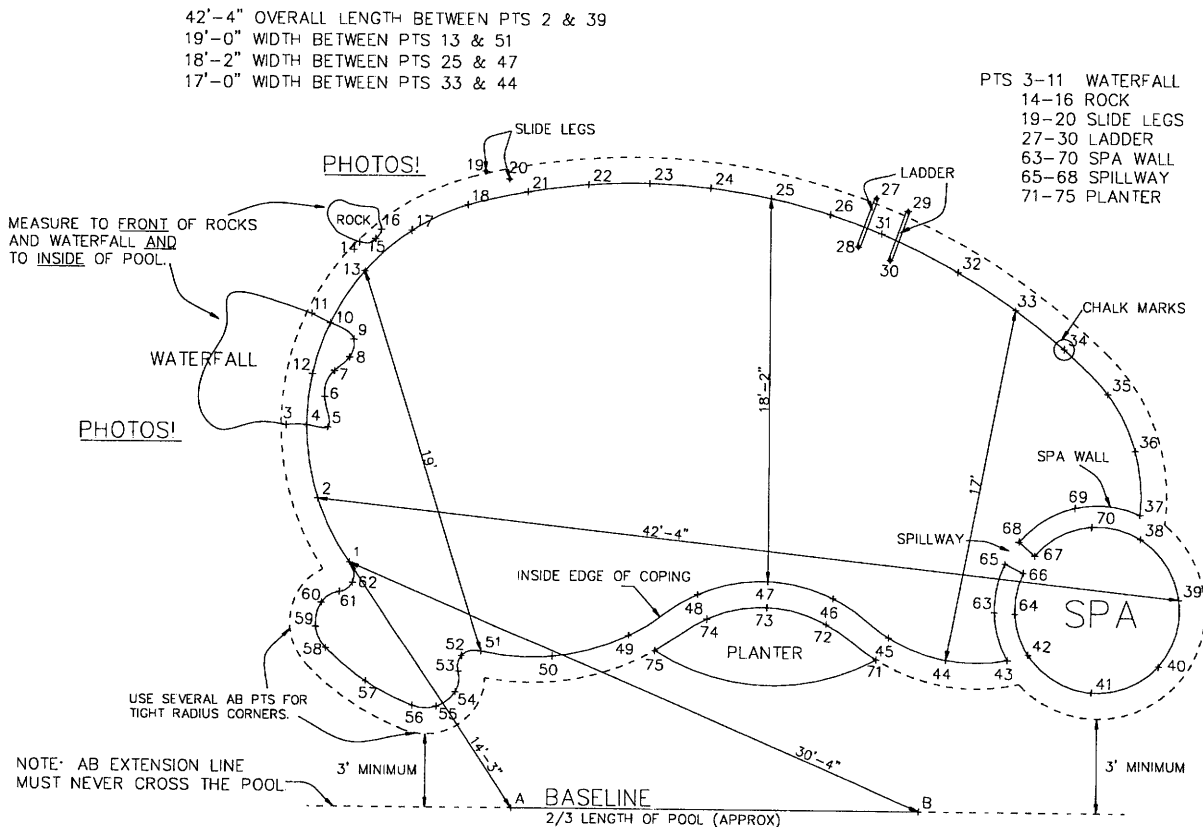 42'-4" OVERALL LENGTH BETWEEN PTS 2 & 39
19'-0" WIDTH BETWEEN PTS 13 & 51
18'-2" WIDTH BETWEEN PTS 25 & 47
17'-0" WIDTH BETWEEN PTS 33 & 44
PTS 3-11 WATERFALL
14-16 ROCK
19-20 SLIDE LEGS
27-30 LADDER
63-70 SPA WALL
65-68 SPILLWAY
71-75 PLANTER
SLIDE LEGS
PHOTOS!
19
20
18
21
22
23
24
25
26
LADDER
27
29
28
31
30
32
33
CHALK MARKS
34
35
36
37
MEASURE TO FRONT OF ROCKS
AND WATERFALL AND
TO INSIDE OF POOL.
ROCK
16
17
14
15
13
11
10
9
8
7
12
6
WATERFALL
3
4
5
PHOTOS!
2
19'
18'-2"
17'
42'-4"
SPA WALL
69
70
68
38
SPILLWAY
67
65
66
39
63
64
SPA
42
40
41
43
1
62
61
60
59
58
57
56
55
54
53
52
51
50
49
INSIDE EDGE OF COPING
48
47
46
45
44
74
73
72
75
PLANTER
71
USE SEVERAL AB PTS FOR
TIGHT RADIUS CORNERS.
14'-3"
30'-4"
NOTE· AB EXTENSION LINE
MUST NEVER CROSS THE POOL
3' MINIMUM
3' MINIMUM
A
BASELINE
B
2/3 LENGTH OF POOL (APPROX)